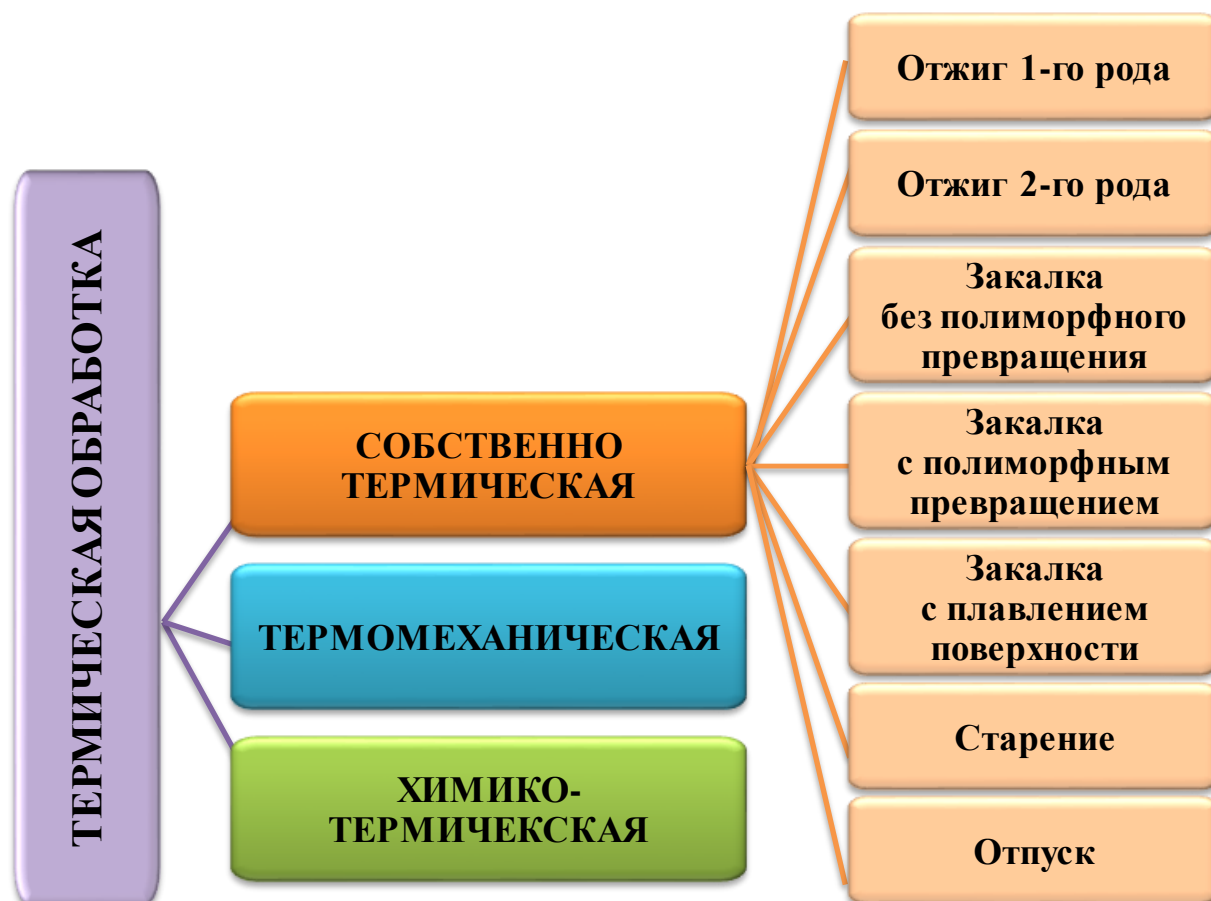 ТЕРМИЧЕСКАЯ ОБРАБОТКА
СОБСТВЕННО
ТЕРМИЧЕСКАЯ
ТЕРМОМЕХАНИЧЕСКАЯ
ХИМИКО-
ТЕРМИЧЕКСКАЯ
Отжиг 1-го рода
Отжиг 2-го рода
Закалка
без полиморфного
превращения
Закалка
с полиморфным
превращением
Закалка
с плавлением
поверхности
Старение
Отпуск